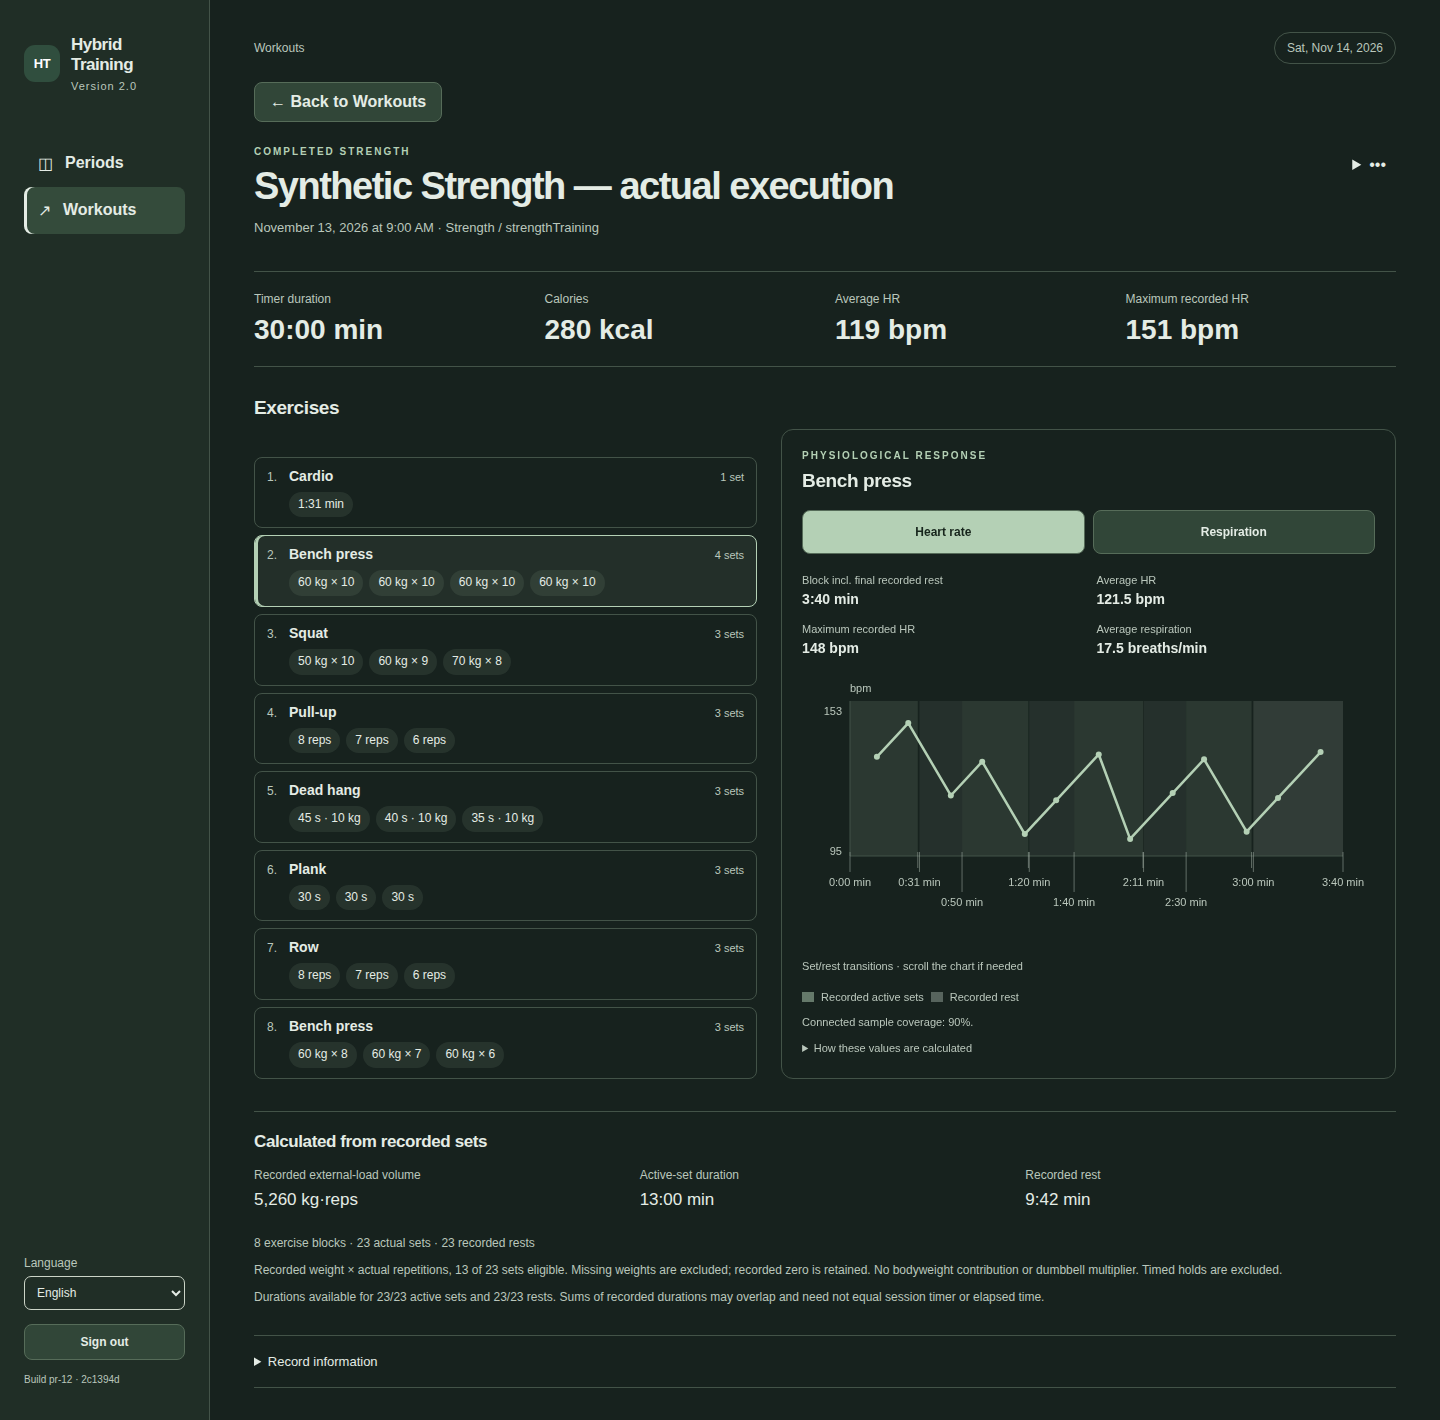 HT
Hybrid
Training
Version 2.0
◫ Periods
↗ Workouts
Language
English
Sign out
Build pr-12 · 2c1394d
Workouts
Sat, Nov 14, 2026
← Back to Workouts
COMPLETED STRENGTH
Synthetic Strength — actual execution
▶ •••
November 13, 2026 at 9:00 AM · Strength / strengthTraining
Timer duration
30:00 min
Calories
280 kcal
Average HR
119 bpm
Maximum recorded HR
151 bpm
Exercises
1. Cardio 1 set
1:31 min
2. Bench press 4 sets
60 kg × 10 60 kg × 10 60 kg × 10 60 kg × 10
3. Squat 3 sets
50 kg × 10 60 kg × 9 70 kg × 8
4. Pull-up 3 sets
8 reps 7 reps 6 reps
5. Dead hang 3 sets
45 s · 10 kg 40 s · 10 kg 35 s · 10 kg
6. Plank 3 sets
30 s 30 s 30 s
7. Row 3 sets
8 reps 7 reps 6 reps
8. Bench press 3 sets
60 kg × 8 60 kg × 7 60 kg × 6
PHYSIOLOGICAL RESPONSE
Bench press
Heart rate
Respiration
Block incl. final recorded rest
3:40 min
Average HR
121.5 bpm
Maximum recorded HR
148 bpm
Average respiration
17.5 breaths/min
bpm
153
95
0:00 min 0:31 min 1:20 min 2:11 min 3:00 min 3:40 min
0:50 min 1:40 min 2:30 min
Set/rest transitions · scroll the chart if needed
Recorded active sets Recorded rest
Connected sample coverage: 90%.
▶ How these values are calculated
Calculated from recorded sets
Recorded external-load volume
5,260 kg·reps
Active-set duration
13:00 min
Recorded rest
9:42 min
8 exercise blocks · 23 actual sets · 23 recorded rests
Recorded weight × actual repetitions, 13 of 23 sets eligible. Missing weights are excluded; recorded zero is retained. No bodyweight contribution or dumbbell multiplier. Timed holds are excluded.
Durations available for 23/23 active sets and 23/23 rests. Sums of recorded durations may overlap and need not equal session timer or elapsed time.
▶ Record information